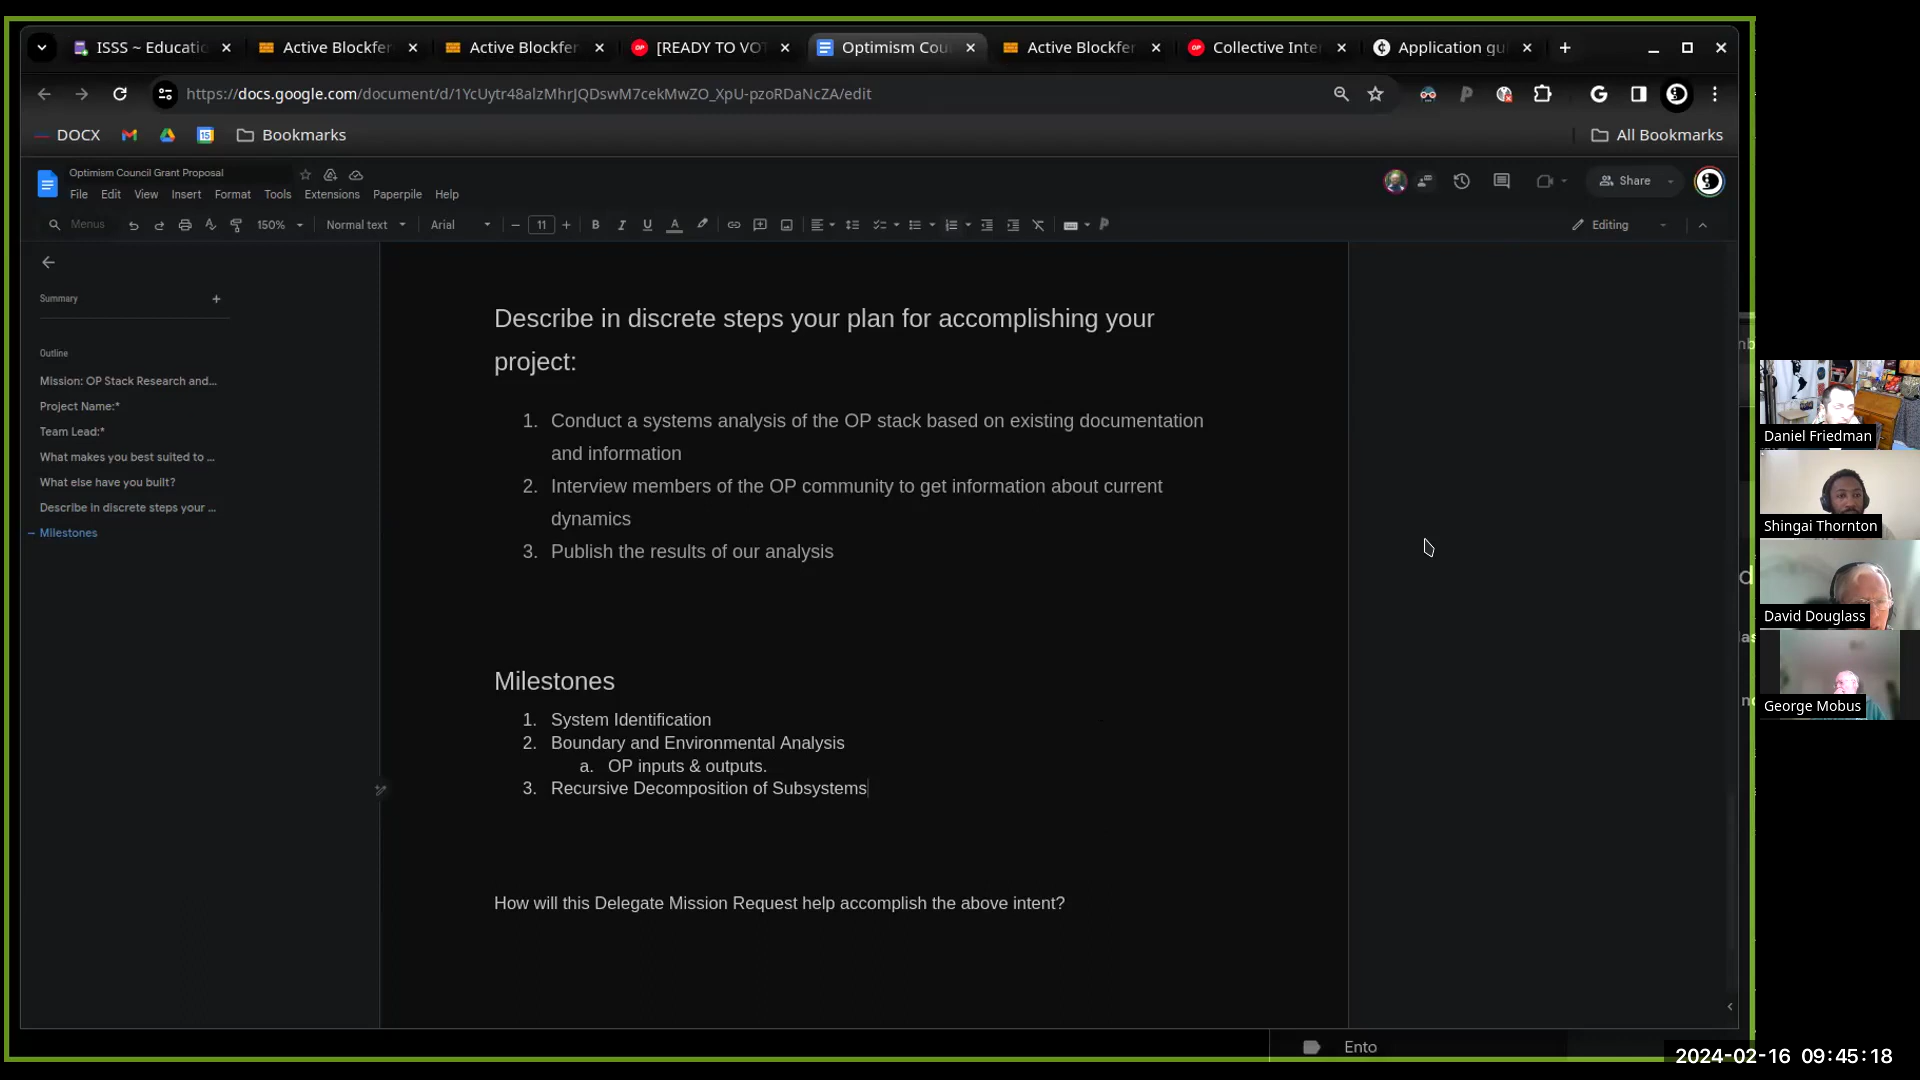 ISSS ~ Educatio
Active Blockfer
Active Blockfer
[READY TO VOT
Optimism Cou
Active Blockfer
Collective Inte
Application gu
https://docs.google.com/document/d/1YcUytr48alzMhrJQDswM7cekMwZO_XpU-pzoRDaNcZA/edit
DOCX
Bookmarks
All Bookmarks
Optimism Council Grant Proposal
File Edit View Insert Format Tools Extensions Paperpile Help
Share
Menus 150% Normal text Arial 11 Editing
Summary
Outline
Mission: OP Stack Research and...
Project Name:*
Team Lead:*
What makes you best suited to ...
What else have you built?
Describe in discrete steps your ...
Milestones
Describe in discrete steps your plan for accomplishing your
project:
1. Conduct a systems analysis of the OP stack based on existing documentation
and information
2. Interview members of the OP community to get information about current
dynamics
3. Publish the results of our analysis
Milestones
1. System Identification
2. Boundary and Environmental Analysis
a. OP inputs & outputs.
3. Recursive Decomposition of Subsystems
How will this Delegate Mission Request help accomplish the above intent?
Daniel Friedman
Shingai Thornton
David Douglass
George Mobus
Ento
2024-02-16 09:45:18